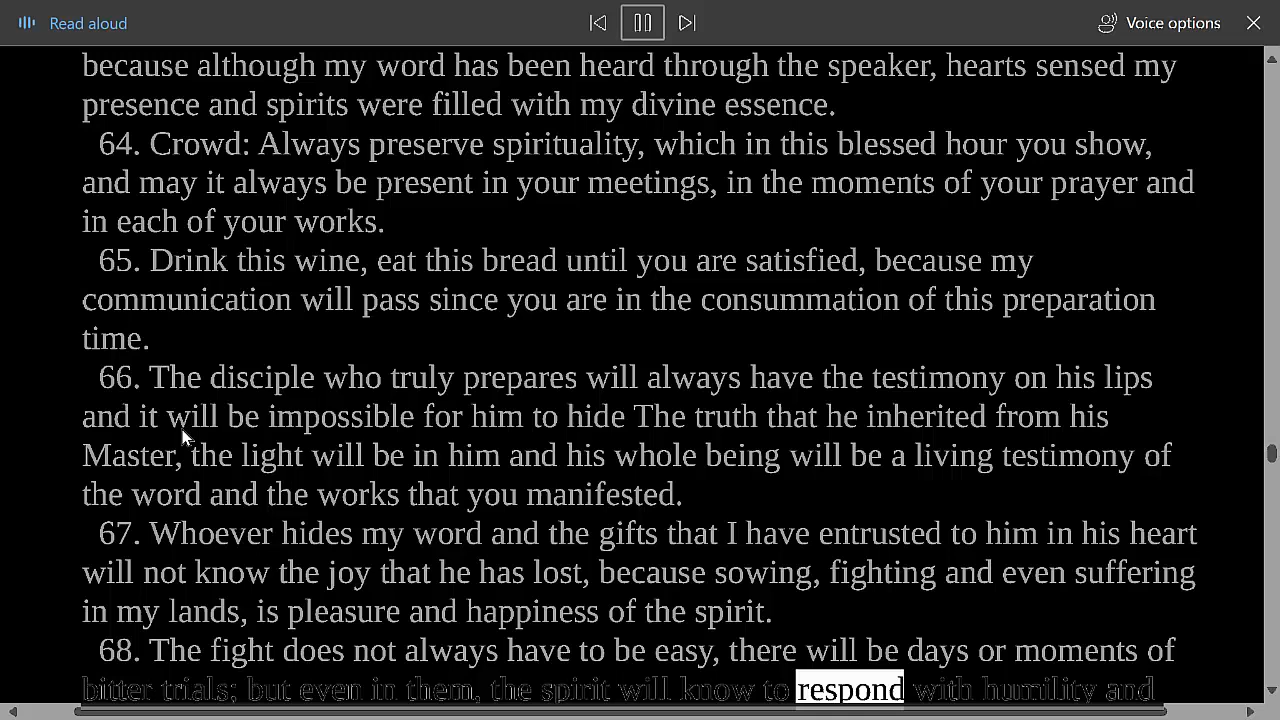 Read aloud
Voice options
because although my word has been heard through the speaker, hearts sensed my
presence and spirits were filled with my divine essence.
64. Crowd: Always preserve spirituality, which in this blessed hour you show,
and may it always be present in your meetings, in the moments of your prayer and
in each of your works.
65. Drink this wine, eat this bread until you are satisfied, because my
communication will pass since you are in the consummation of this preparation
time.
66. The disciple who truly prepares will always have the testimony on his lips
and it will be impossible for him to hide The truth that he inherited from his
Master, the light will be in him and his whole being will be a living testimony of
the word and the works that you manifested.
67. Whoever hides my word and the gifts that I have entrusted to him in his heart
will not know the joy that he has lost, because sowing, fighting and even suffering
in my lands, is pleasure and happiness of the spirit.
68. The fight does not always have to be easy, there will be days or moments of
bitter trials; but even in them, the spirit will know to respond with humility and